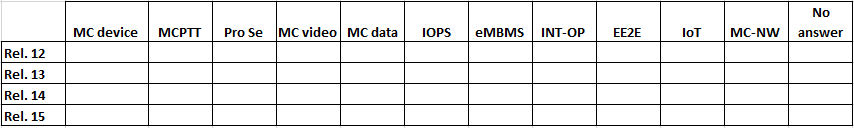 No
MC device MCPTT Pro Se MC video MC data IOPS eMBMS INT-OP EE2E IoT MC-NW answer
Rel. 12
Rel. 13
Rel. 14
Rel. 15